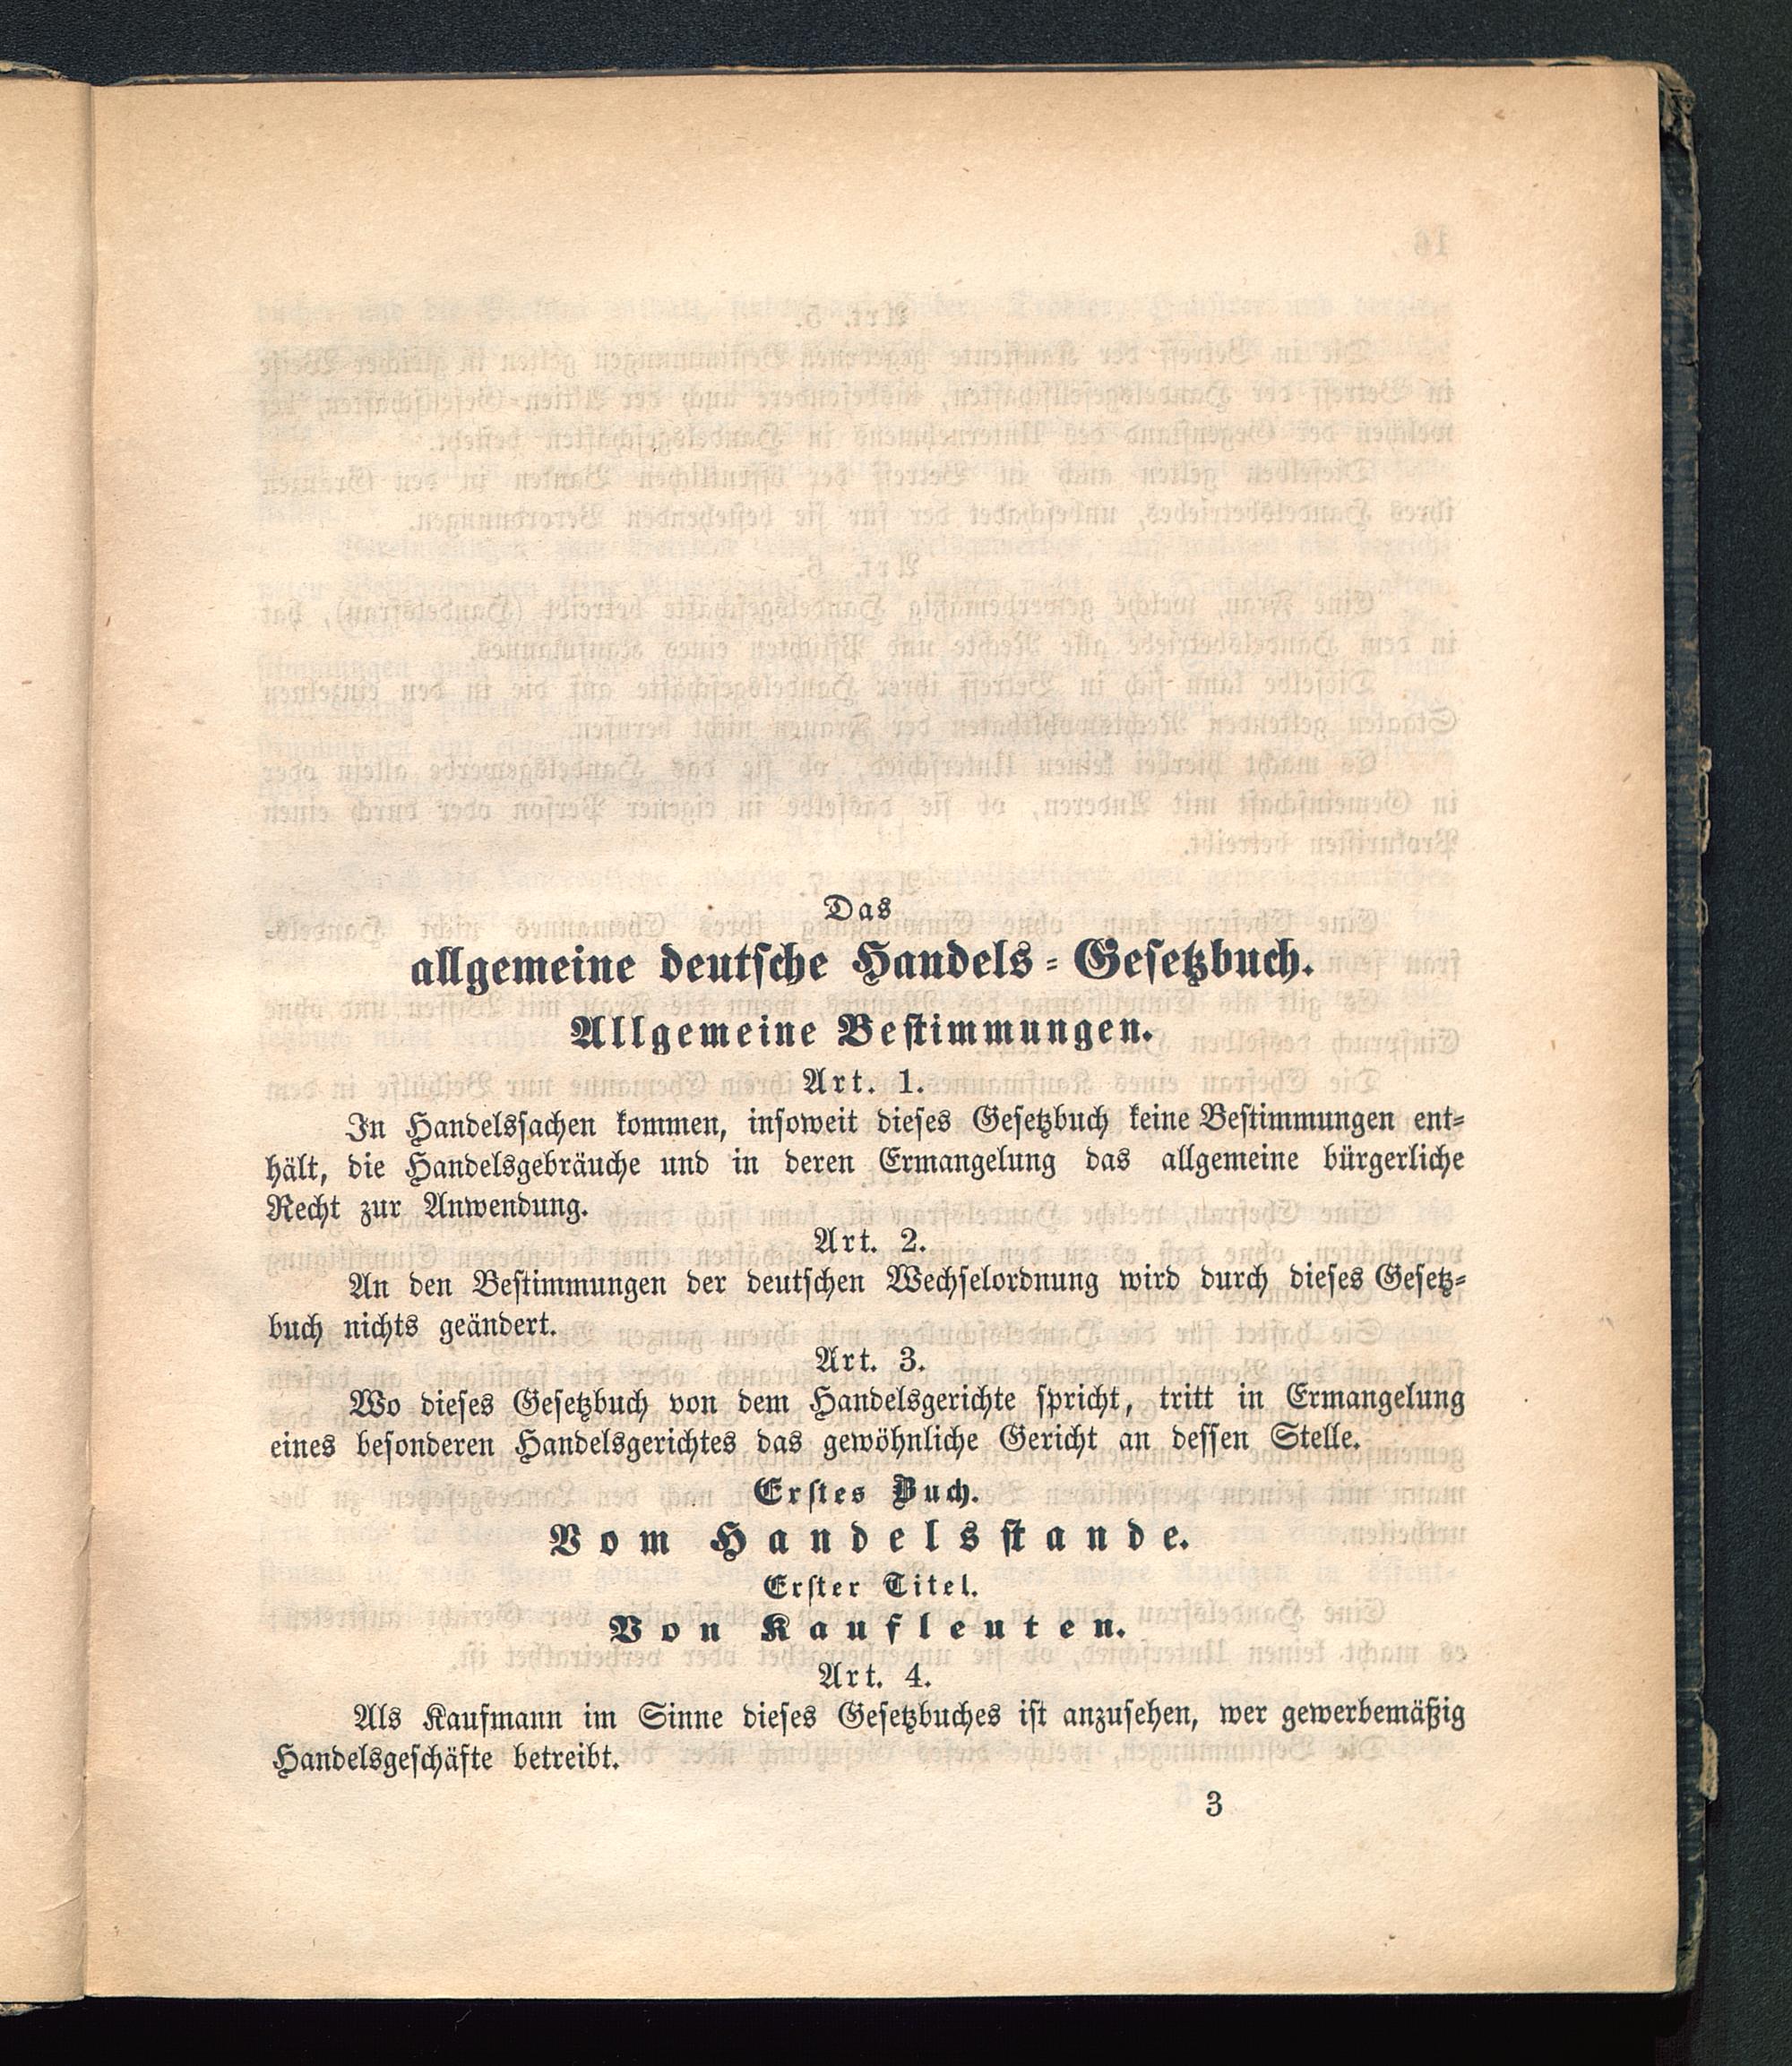 Das
allgemeine deutsche Handels-Gesetzbuch.
Allgemeine Bestimmungen.
Art. 1.
In Handelssachen kommen, insoweit dieses Gesetzbuch keine Bestimmungen ent-
hält, die Handelsgebräuche und in deren Ermangelung das allgemeine bürgerliche
Recht zur Anwendung.
Art. 2.
An den Bestimmungen der deutschen Wechselordnung wird durch dieses Gesetz-
buch nichts geändert.
Art. 3.
Wo dieses Gesetzbuch von dem Handelsgerichte spricht, tritt in Ermangelung
eines besonderen Handelsgerichtes das gewöhnliche Gericht an dessen Stelle.
Erstes Buch.
Vom Handelsstande.
Erster Titel.
Von Kaufleuten.
Art. 4.
Als Kaufmann im Sinne dieses Gesetzbuches ist anzusehen, wer gewerbemäßig
Handelsgeschäfte betreibt.
3